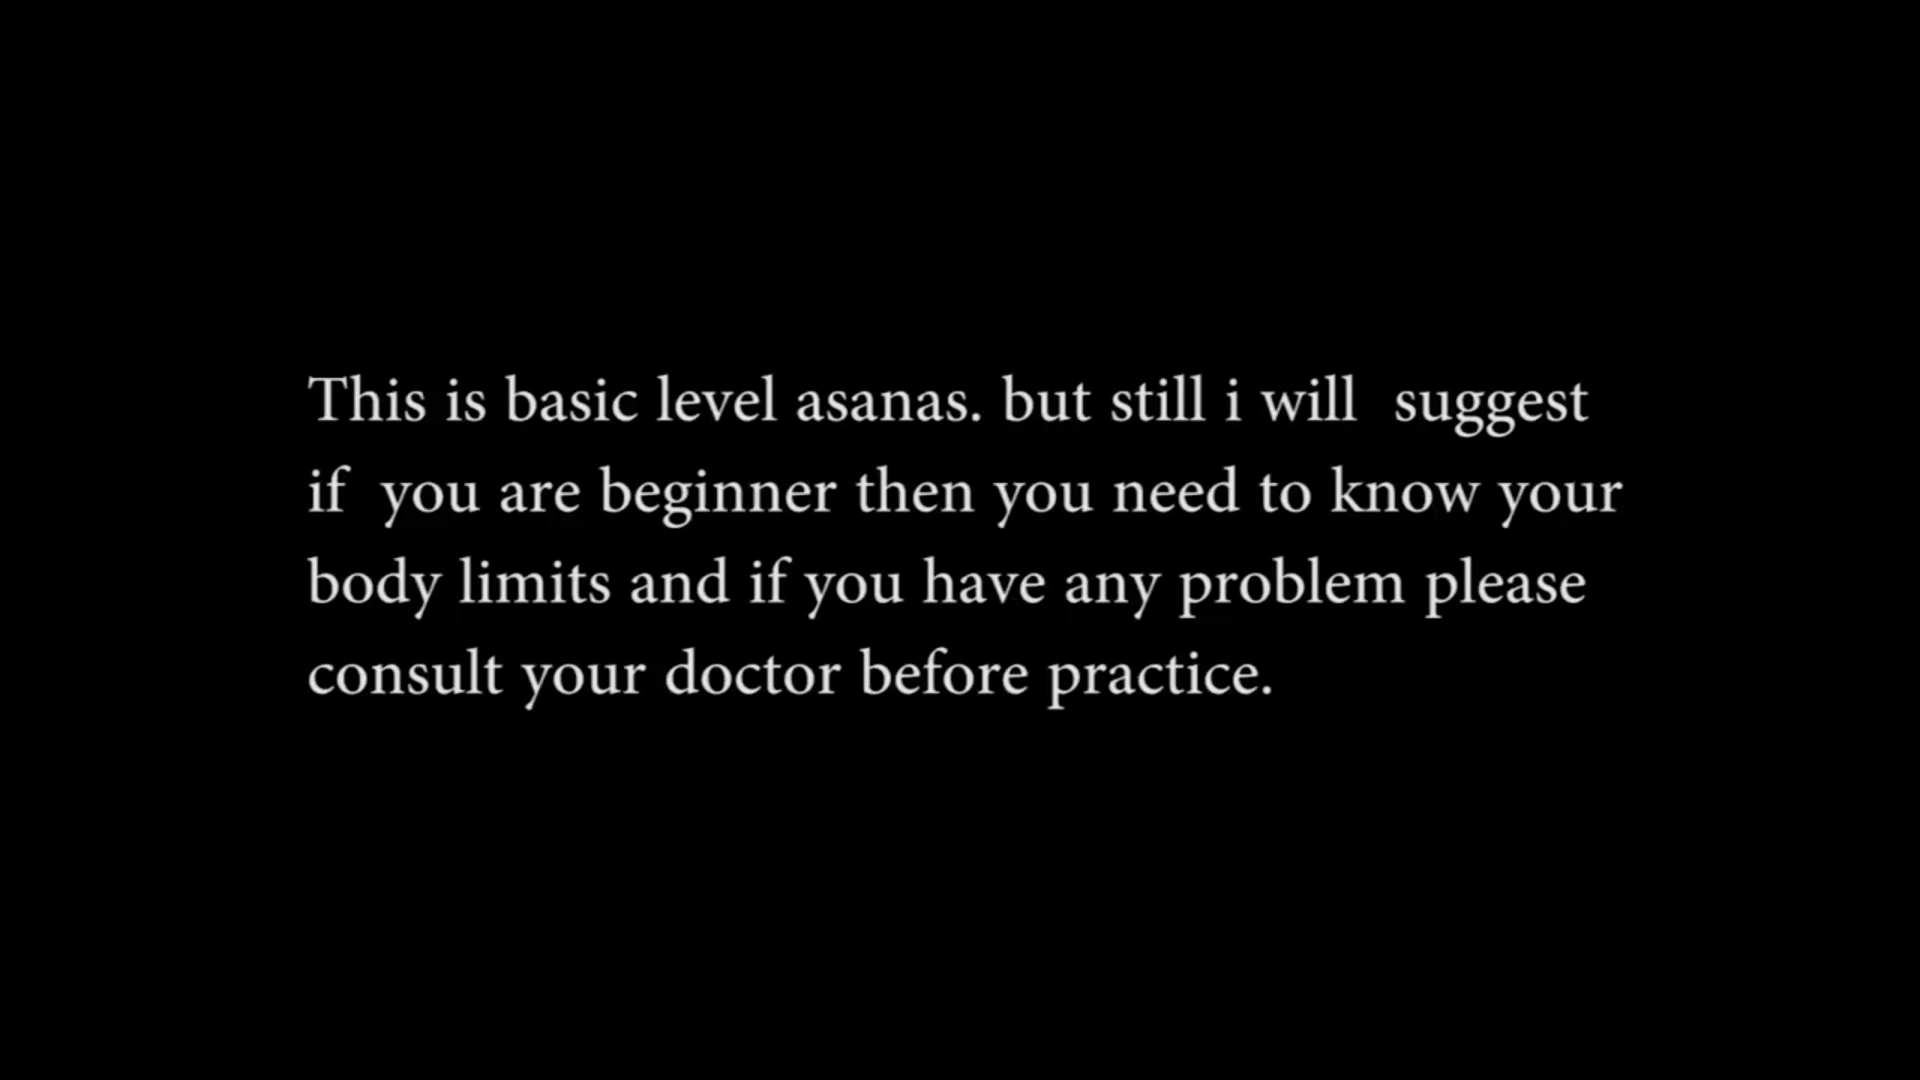 This is basic level asanas. but still i will  suggest
if  you are beginner then you need to know your
body limits and if you have any problem please
consult your doctor before practice.